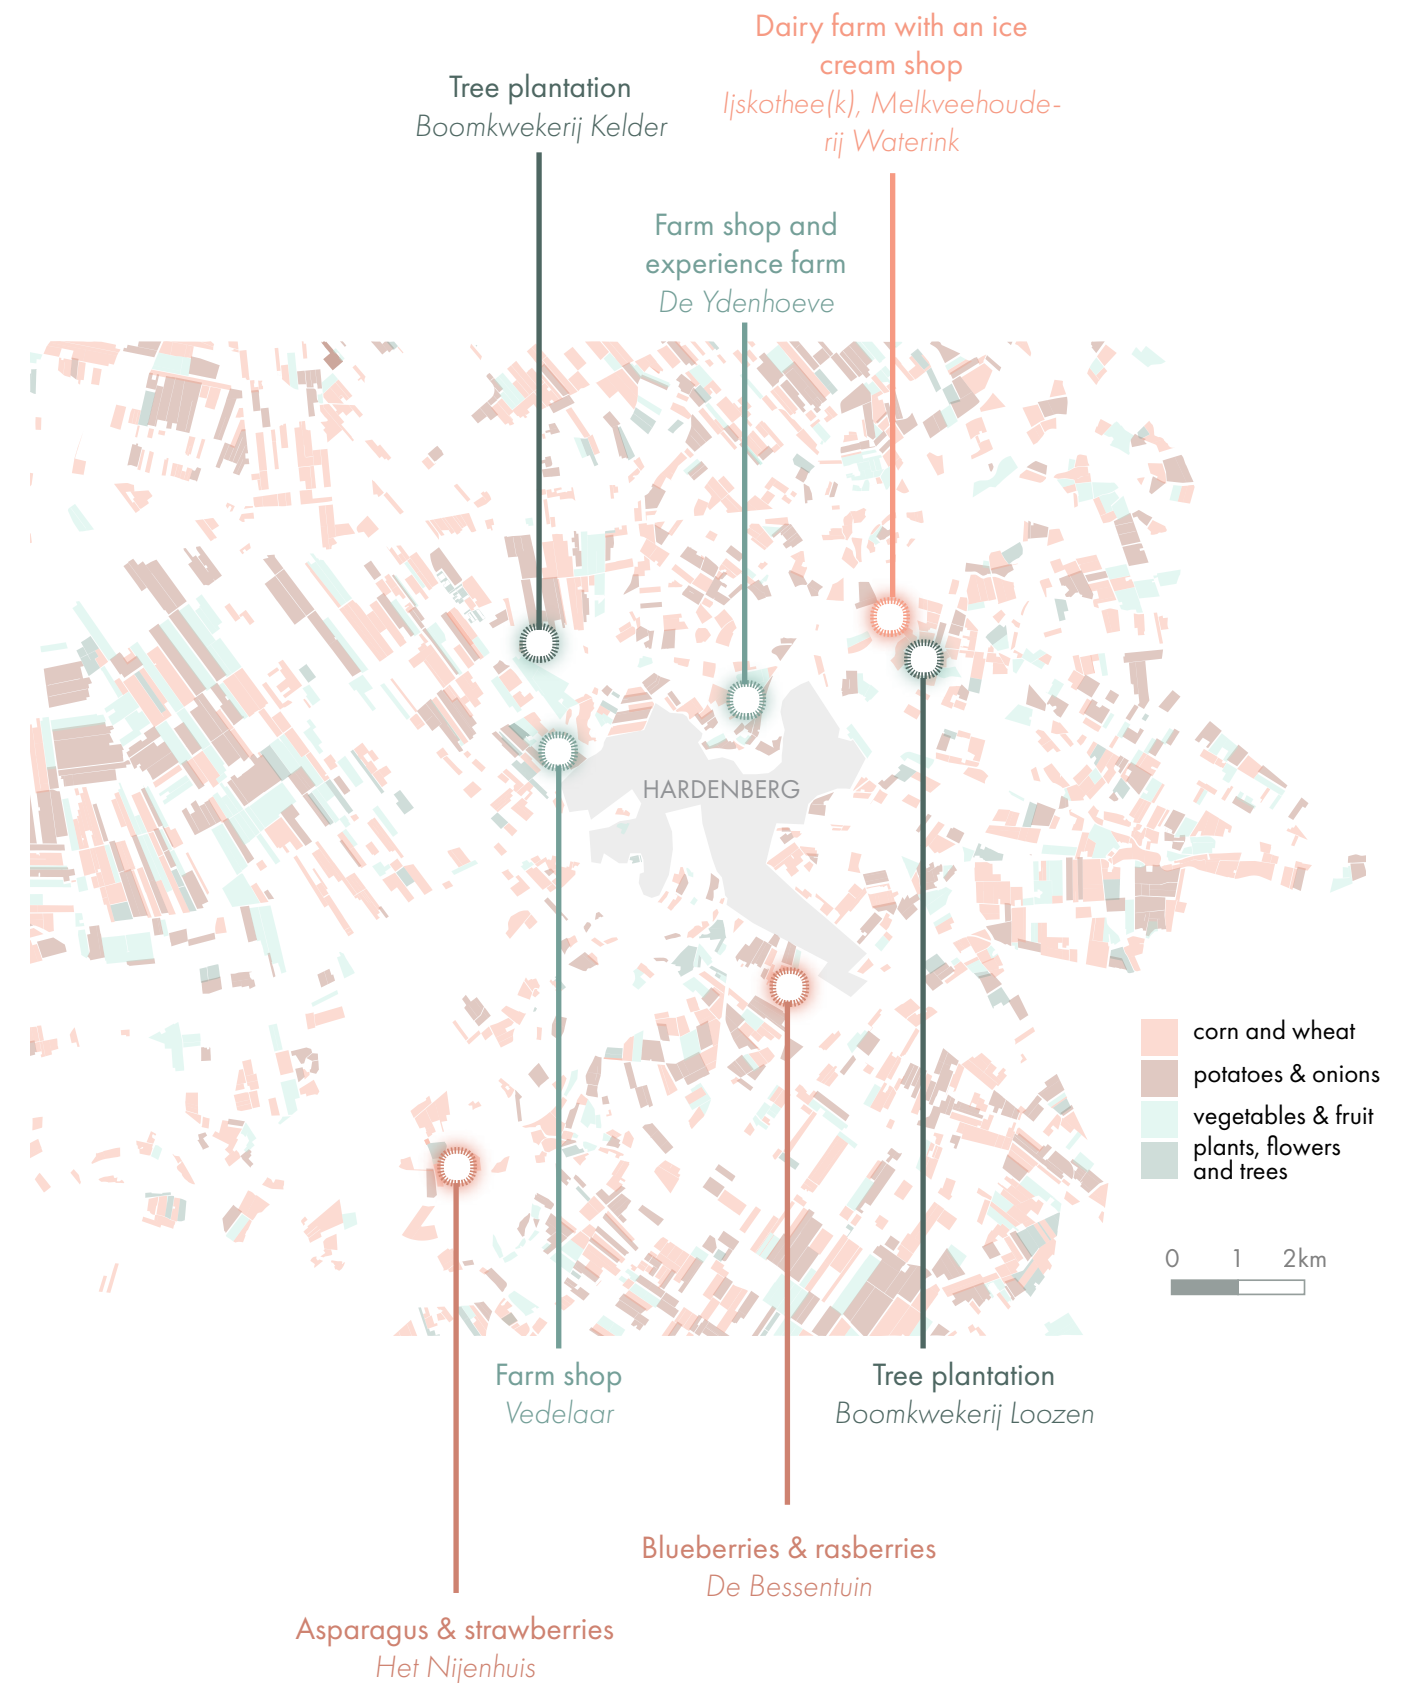 Dairy farm with an ice
cream shop
Ijskothee(k), Melkveehoude-
rij Waterink
Tree plantation
Boomkwekerij Kelder
Farm shop and
experience farm
De Ydenhoeve
HARDENBERG
corn and wheat
potatoes & onions
vegetables & fruit
plants, flowers
and trees
0 1 2km
Farm shop
Vedelaar
Tree plantation
Boomkwekerij Loozen
Blueberries & rasberries
De Bessentuin
Asparagus & strawberries
Het Nijenhuis